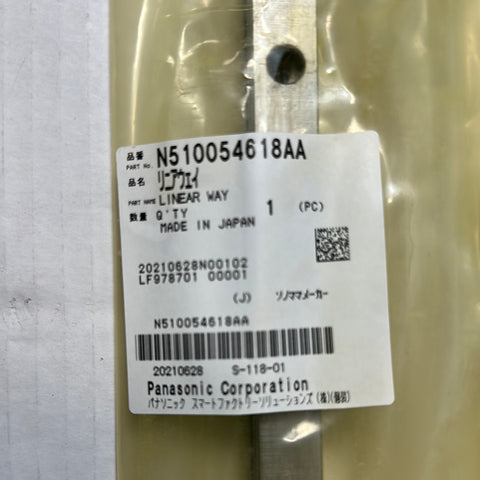 品番 PART No. N510054618AA
品名 リニアウェイ
PART NAME LINEAR WAY
数量 Q'TY 1 (PC)
MADE IN JAPAN
20210628N00102
LF978701 00001
(J) ソノママメーカー
N510054618AA
20210628 S-118-01
Panasonic Corporation
パナソニック スマートファクトリーソリューションズ(株)(個装)